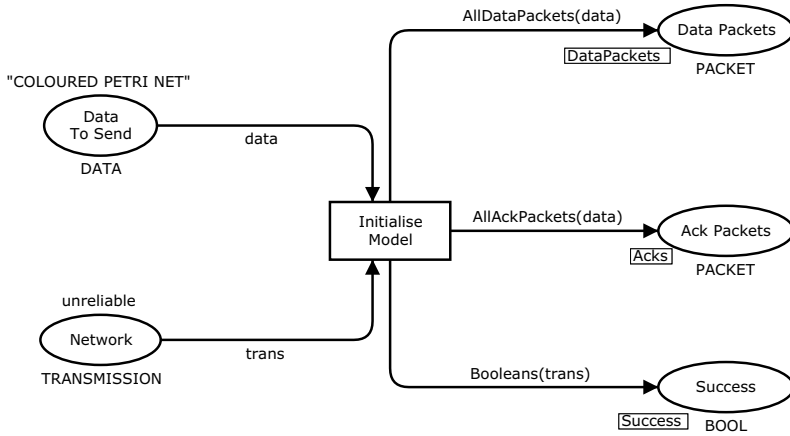 AllDataPackets(data)
Data Packets
DataPackets
PACKET
"COLOURED PETRI NET"
Data
To Send
data
DATA
Initialise
Model
AllAckPackets(data)
Ack Packets
Acks
PACKET
unreliable
Network
trans
TRANSMISSION
Booleans(trans)
Success
Success
BOOL